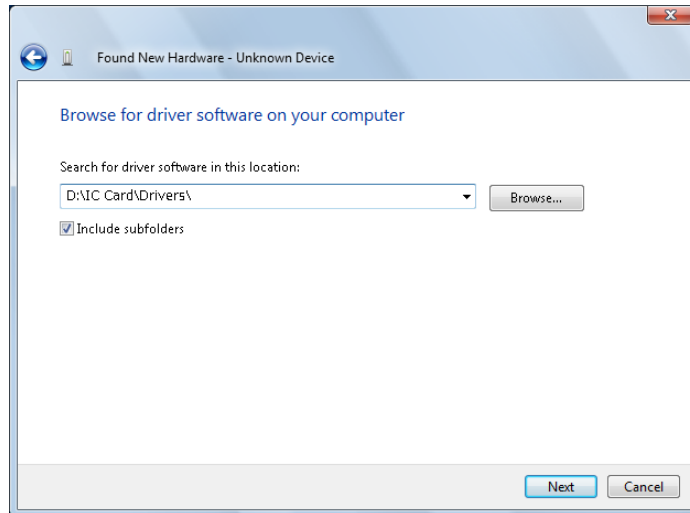 Found New Hardware - Unknown Device
Browse for driver software on your computer
Search for driver software in this location:
D:\IC Card\Drivers\
Browse...
Include subfolders
Next
Cancel